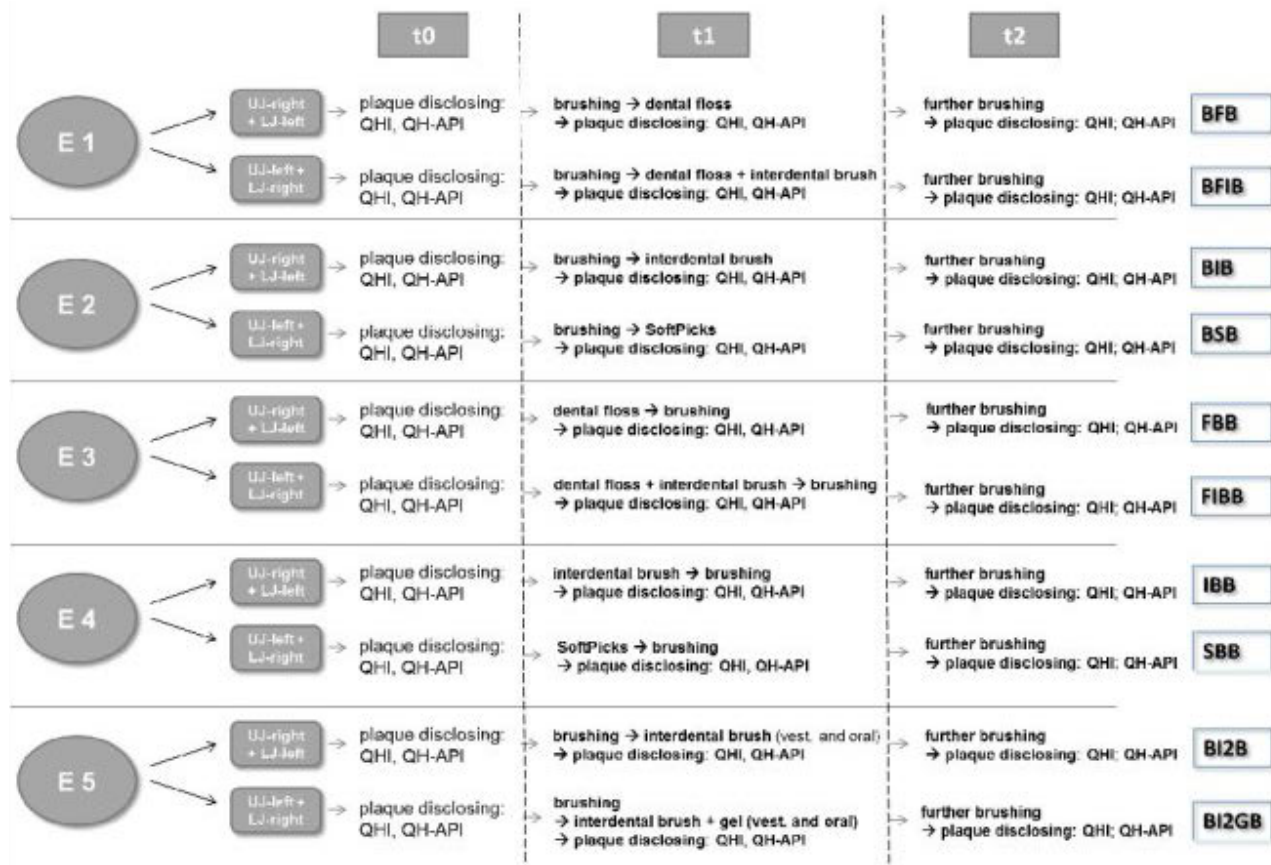 t0
t1
t2
E 1
UJ-right
+ LJ-left
plaque disclosing:
QHI, QH-API
brushing → dental floss
→ plaque disclosing: QHI, QH-API
further brushing
→ plaque disclosing: QHI; QH-API
BFB
UJ-left +
LJ-right
plaque disclosing:
QHI, QH-API
brushing → dental floss + interdental brush
→ plaque disclosing: QHI, QH-API
further brushing
→ plaque disclosing: QHI; QH-API
BFIB
E 2
UJ-right
+ LJ-left
plaque disclosing:
QHI, QH-API
brushing → interdental brush
→ plaque disclosing: QHI, QH-API
further brushing
→ plaque disclosing: QHI; QH-API
BIB
UJ-left +
LJ-right
plaque disclosing:
QHI, QH-API
brushing → SoftPicks
→ plaque disclosing: QHI, QH-API
further brushing
→ plaque disclosing: QHI; QH-API
BSB
E 3
UJ-right
+ LJ-left
plaque disclosing:
QHI, QH-API
dental floss → brushing
→ plaque disclosing: QHI, QH-API
further brushing
→ plaque disclosing: QHI; QH-API
FBB
UJ-left +
LJ-right
plaque disclosing:
QHI, QH-API
dental floss + interdental brush → brushing
→ plaque disclosing: QHI, QH-API
further brushing
→ plaque disclosing: QHI; QH-API
FIBB
E 4
UJ-right
+ LJ-left
plaque disclosing:
QHI, QH-API
interdental brush → brushing
→ plaque disclosing: QHI, QH-API
further brushing
→ plaque disclosing: QHI; QH-API
IBB
UJ-left +
LJ-right
plaque disclosing:
QHI, QH-API
SoftPicks → brushing
→ plaque disclosing: QHI, QH-API
further brushing
→ plaque disclosing: QHI; QH-API
SBB
E 5
UJ-right
+ LJ-left
plaque disclosing:
QHI, QH-API
brushing → interdental brush (vest. and oral)
→ plaque disclosing: QHI, QH-API
further brushing
→ plaque disclosing: QHI; QH-API
BI2B
UJ-left +
LJ-right
plaque disclosing:
QHI, QH-API
brushing
→ interdental brush + gel (vest. and oral)
→ plaque disclosing: QHI, QH-API
further brushing
→ plaque disclosing: QHI; QH-API
BI2GB